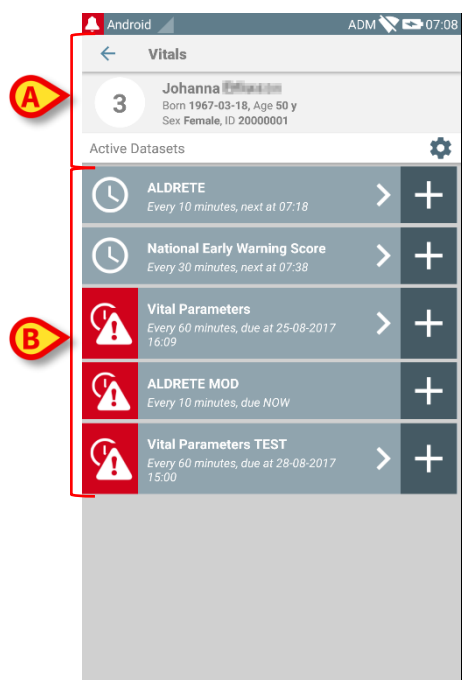 Android ADM 07:08
Vitals
3
Johanna
Born 1967-03-18, Age 50 y
Sex Female, ID 20000001
Active Datasets
A
ALDRETE
Every 10 minutes, next at 07:18
National Early Warning Score
Every 30 minutes, next at 07:38
B
Vital Parameters
Every 60 minutes, due at 25-08-2017
16:09
ALDRETE MOD
Every 10 minutes, due NOW
Vital Parameters TEST
Every 60 minutes, due at 28-08-2017
15:00